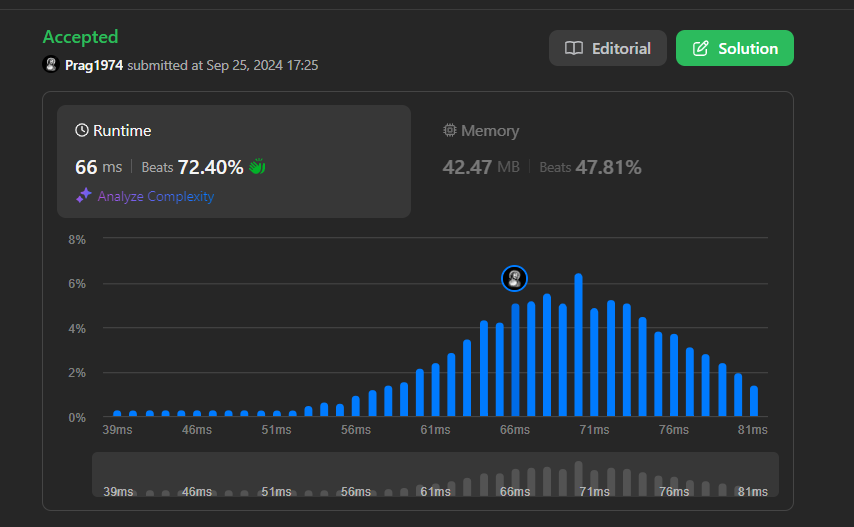 Accepted
Editorial
Solution
Prag1974 submitted at Sep 25, 2024 17:25
Runtime
66 ms | Beats 72.40%
Analyze Complexity
Memory
42.47 MB | Beats 47.81%
8%
6%
4%
2%
0%
39ms 46ms 51ms 56ms 61ms 66ms 71ms 76ms 81ms
39ms 46ms 51ms 56ms 61ms 66ms 71ms 76ms 81ms